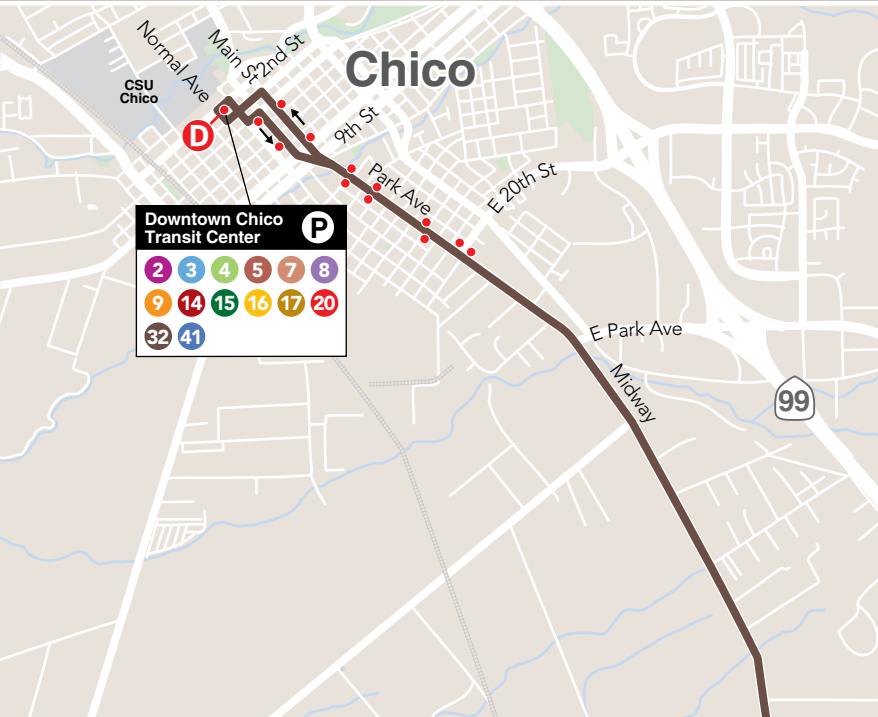 Normal Ave
Main St
2nd St
Chico
CSU
Chico
D
9th St
Park Ave
E 20th St
Downtown Chico
Transit Center
P
2 3 4 5 7 8
9 14 15 16 17 20
32 41
E Park Ave
Midway
99